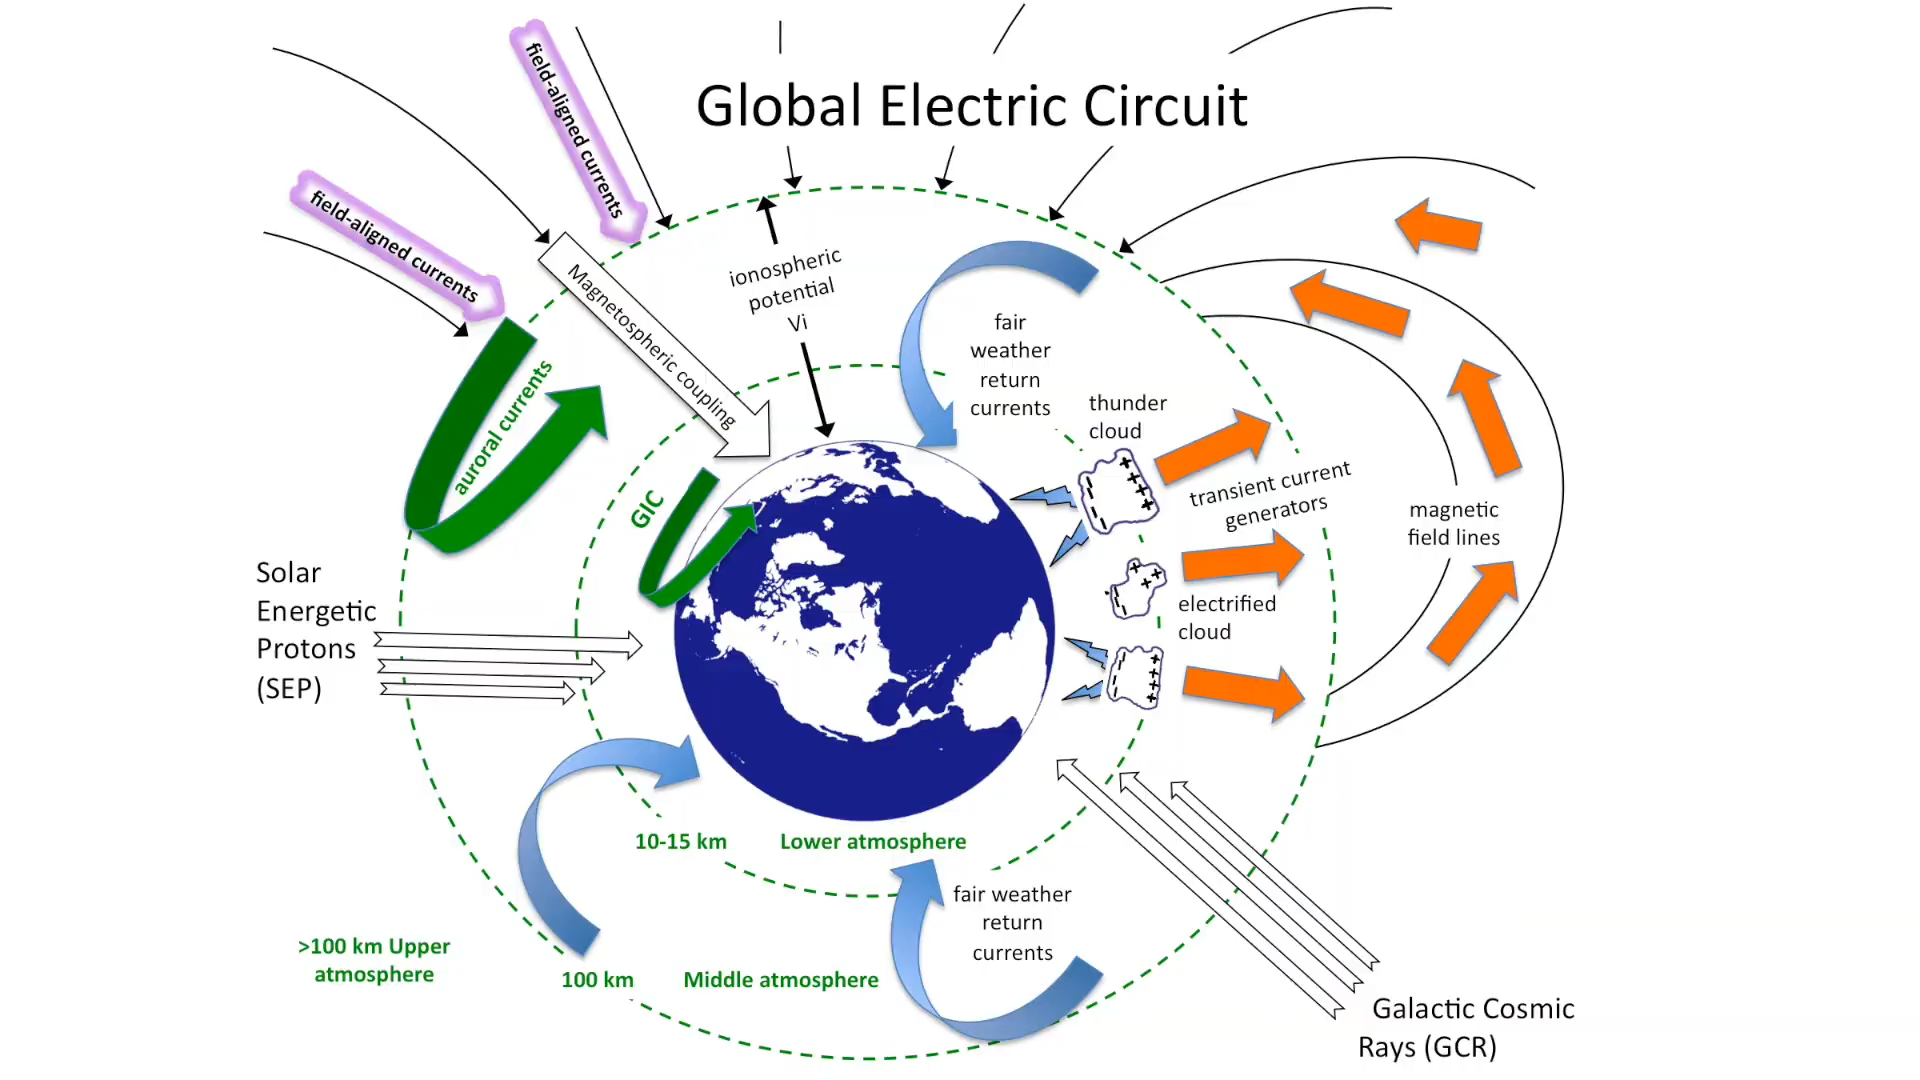 Global Electric Circuit
field-aligned currents
field-aligned currents
Magnetospheric coupling
ionospheric
potential
Vi
fair
weather
return
currents
thunder
cloud
auroral currents
GIC
transient current
generators
magnetic
field lines
electrified
cloud
Solar
Energetic
Protons
(SEP)
10-15 km
Lower atmosphere
fair weather
return
currents
>100 km Upper
atmosphere
100 km
Middle atmosphere
Galactic Cosmic
Rays (GCR)